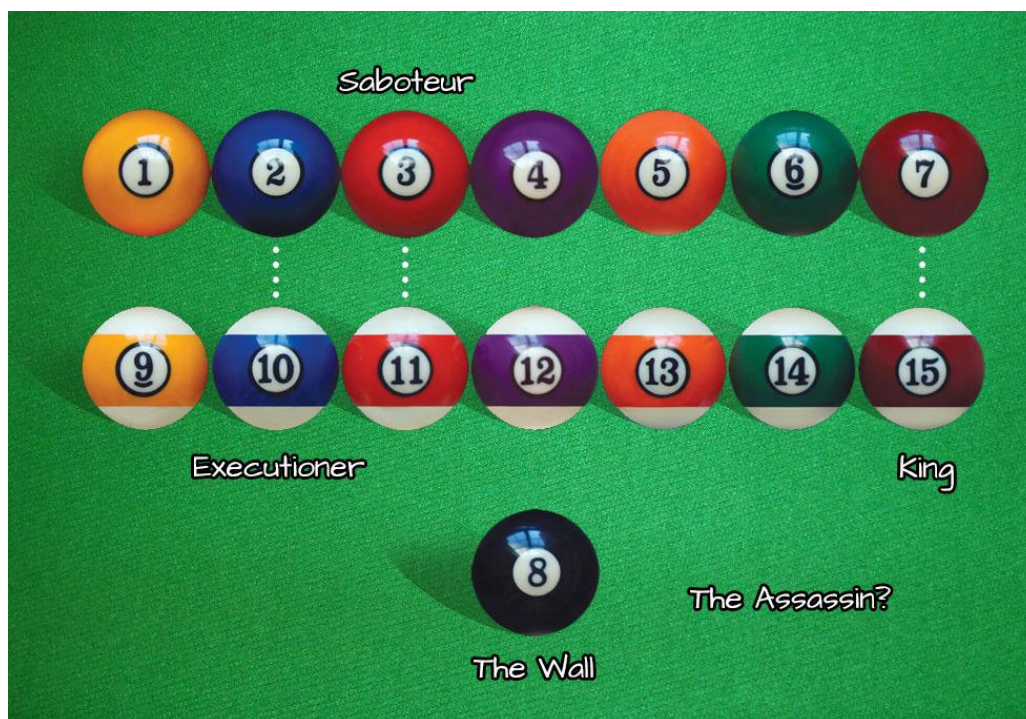 Saboteur
1 2 3 4 5 6 7
9 10 11 12 13 14 15
Executioner
King
8
The Assassin?
The Wall